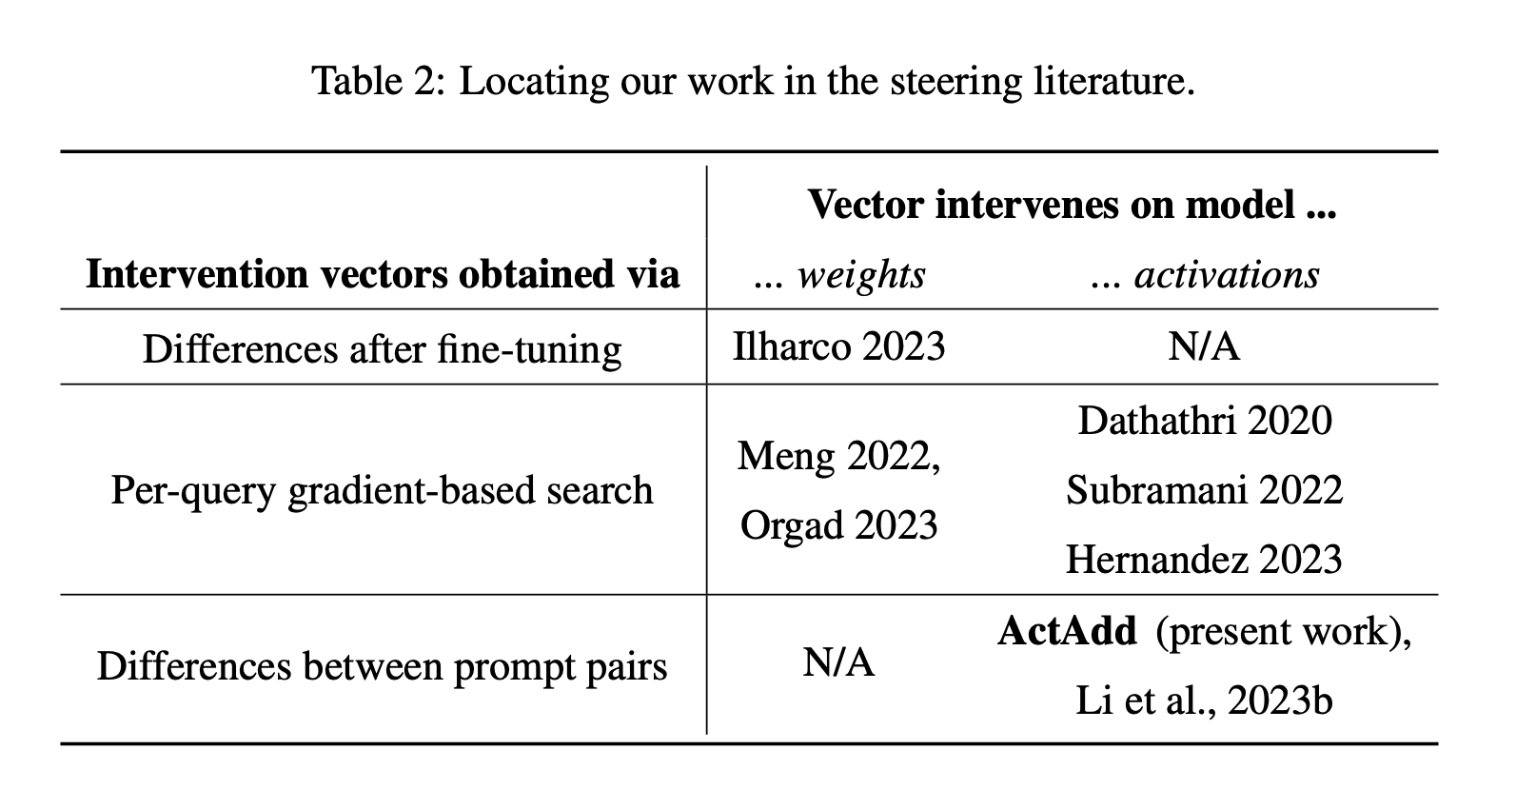 Table 2: Locating our work in the steering literature.
Vector intervenes on model ...
Intervention vectors obtained via
... weights
... activations
Differences after fine-tuning
Ilharco 2023
N/A
Per-query gradient-based search
Meng 2022,
Orgad 2023
Dathathri 2020
Subramani 2022
Hernandez 2023
Differences between prompt pairs
N/A
ActAdd (present work),
Li et al., 2023b